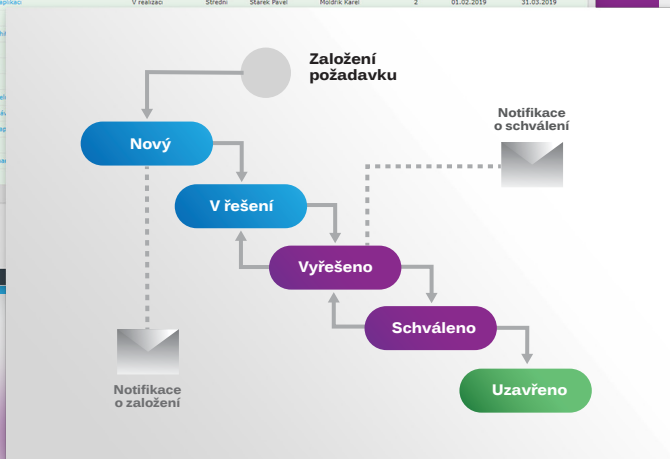 V realizaci Střední Starek Pavel Moldřík Karel 2 01.02.2019 31.03.2019
Založení
požadavku
Notifikace
o schválení
Nový
V řešení
Vyřešeno
Schváleno
Uzavřeno
Notifikace
o založení